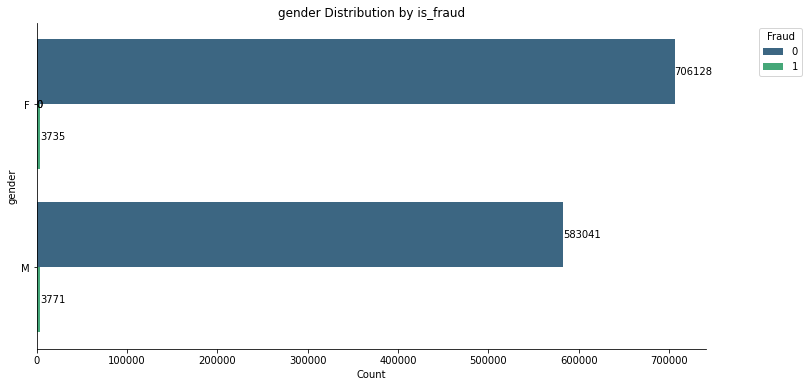 gender Distribution by is_fraud
Fraud
0
1
706128
F
0
3735
gender
583041
M
3771
0 100000 200000 300000 400000 500000 600000 700000
Count